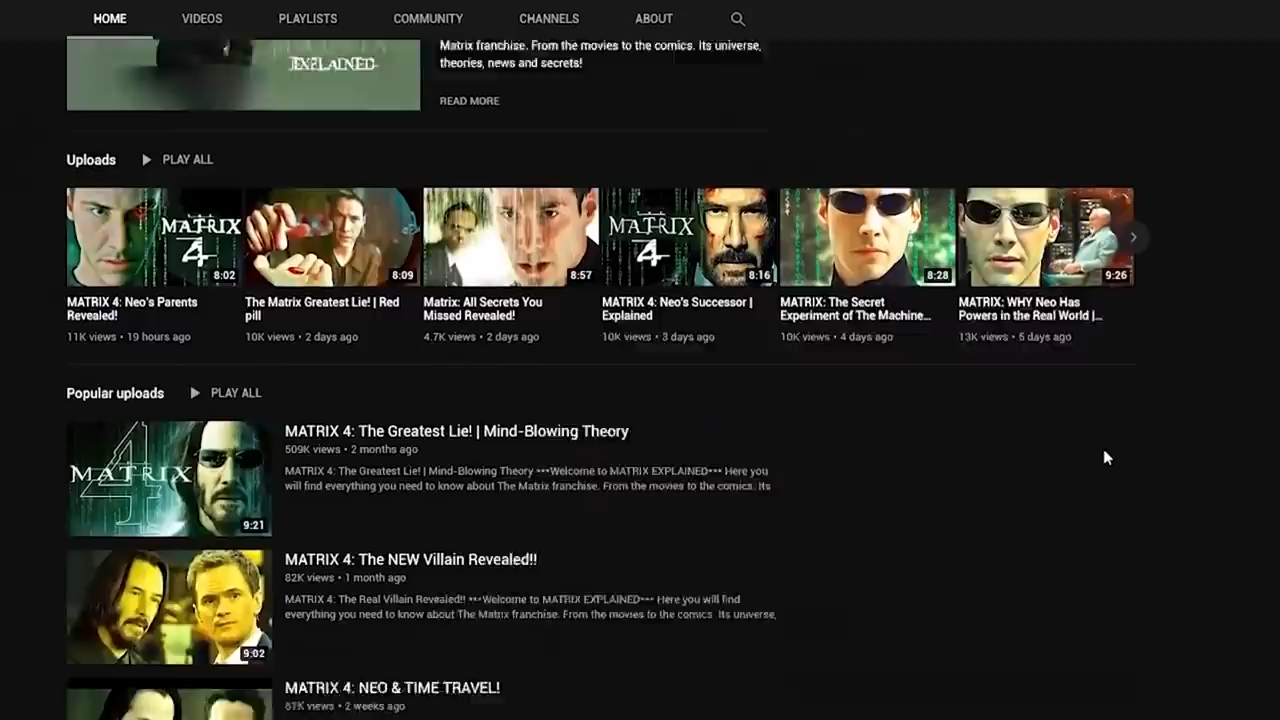 HOME VIDEOS PLAYLISTS COMMUNITY CHANNELS ABOUT
EXPLAINED
Matrix franchise. From the movies to the comics. Its universe,
theories, news and secrets!
READ MORE
Uploads PLAY ALL
MATRIX
4
8:02
8:09
8:57
MATRIX
4
8:16
8:28
9:26
MATRIX 4: Neo's Parents
Revealed!
11K views • 19 hours ago
The Matrix Greatest Lie! | Red
pill
10K views • 2 days ago
Matrix: All Secrets You
Missed Revealed!
4.7K views • 2 days ago
MATRIX 4: Neo's Successor |
Explained
10K views • 3 days ago
MATRIX: The Secret
Experiment of The Machine...
10K views • 4 days ago
MATRIX: WHY Neo Has
Powers in the Real World |...
13K views • 5 days ago
Popular uploads PLAY ALL
4
MATRIX
9:21
MATRIX 4: The Greatest Lie! | Mind-Blowing Theory
509K views • 2 months ago
MATRIX 4: The Greatest Lie! | Mind-Blowing Theory ***Welcome to MATRIX EXPLAINED*** Here you
will find everything you need to know about The Matrix franchise. From the movies to the comics. Its
9:02
MATRIX 4: The NEW Villain Revealed!!
82K views • 1 month ago
MATRIX 4: The Real Villain Revealed!! ***Welcome to MATRIX EXPLAINED*** Here you will find
everything you need to know about The Matrix franchise. From the movies to the comics. Its universe,
MATRIX 4: NEO & TIME TRAVEL!
views • 2 weeks ago